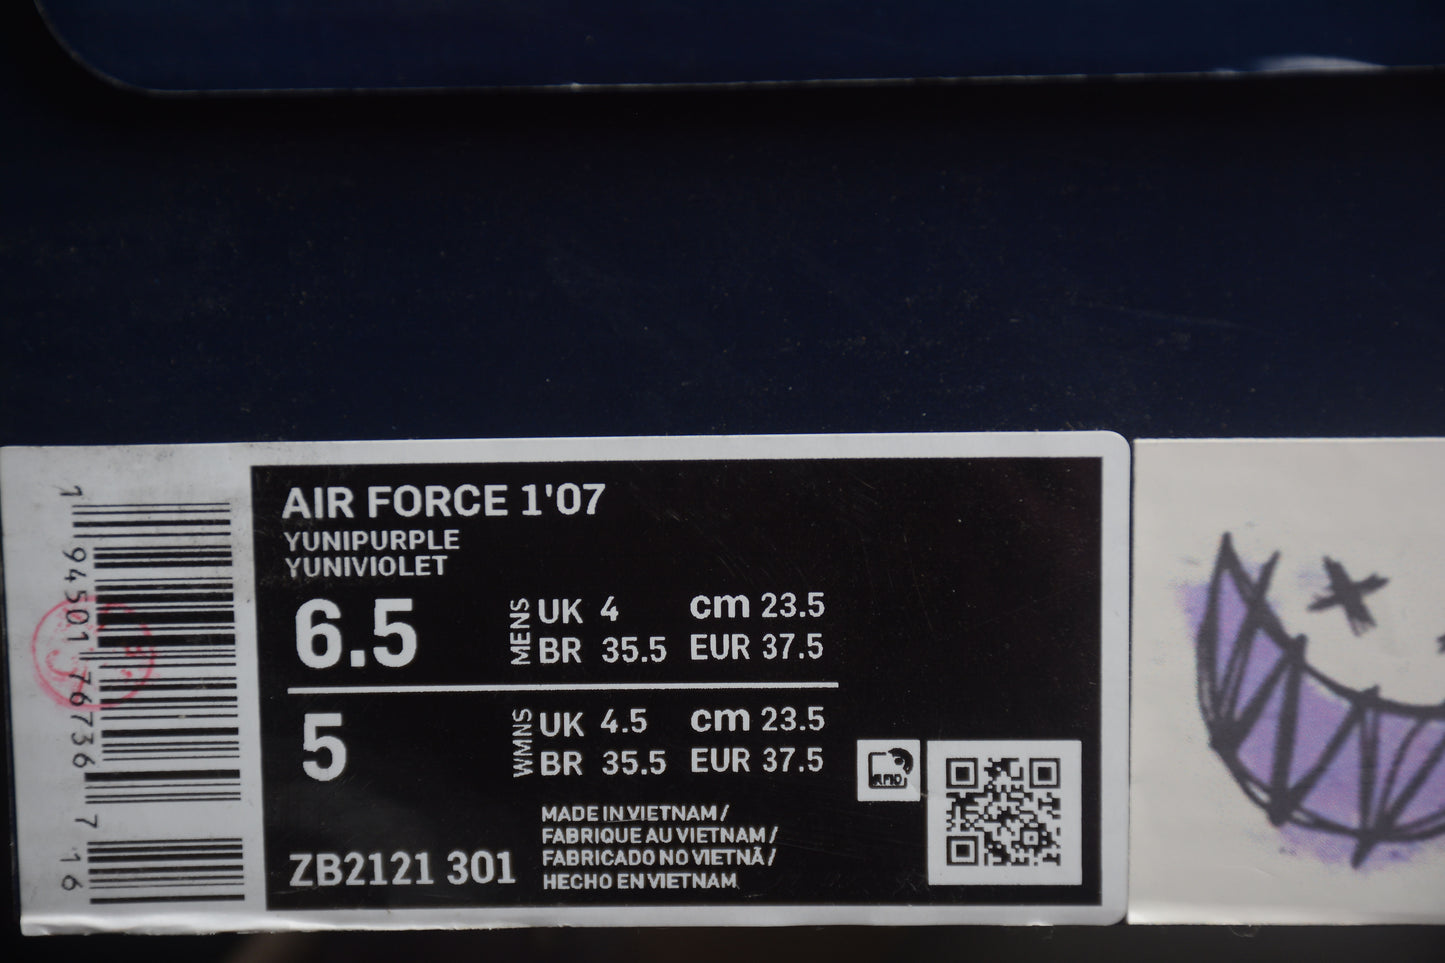 AIR FORCE 1'07
YUNIPURPLE
YUNIVIOLET
6.5 MENS UK 4 cm 23.5
BR 35.5 EUR 37.5
5 WMNS UK 4.5 cm 23.5
BR 35.5 EUR 37.5
MADE IN VIETNAM /
FABRIQUE AU VIETNAM /
FABRICADO NO VIETNÃ /
HECHO EN VIETNAM
ZB2121 301
1 94501 76736 7 16